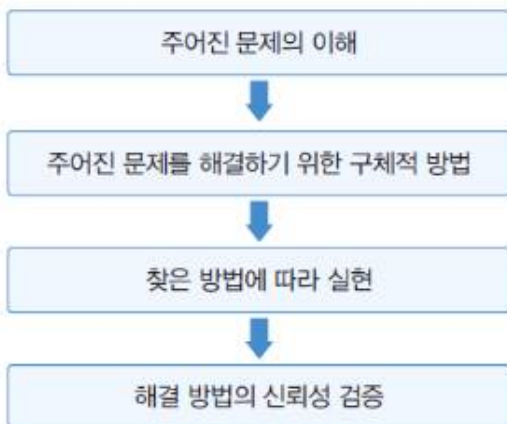 주어진 문제의 이해
주어진 문제를 해결하기 위한 구체적 방법
찾은 방법에 따라 실현
해결 방법의 신뢰성 검증